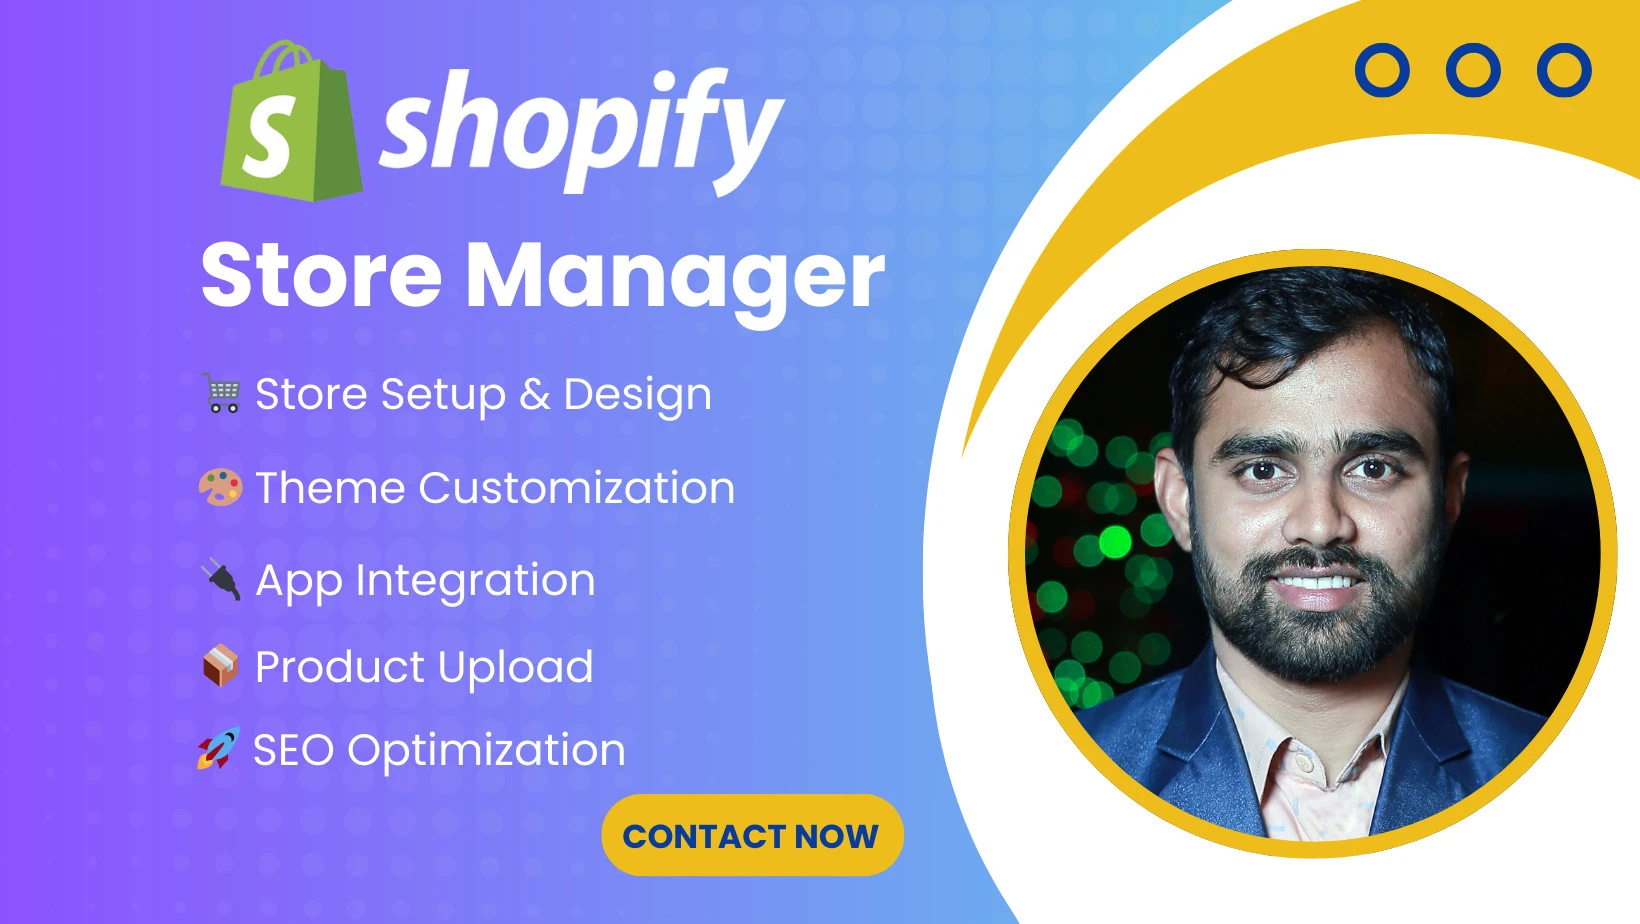 shopify
Store Manager
🛒 Store Setup & Design
🎨 Theme Customization
🔌 App Integration
📦 Product Upload
🚀 SEO Optimization
CONTACT NOW